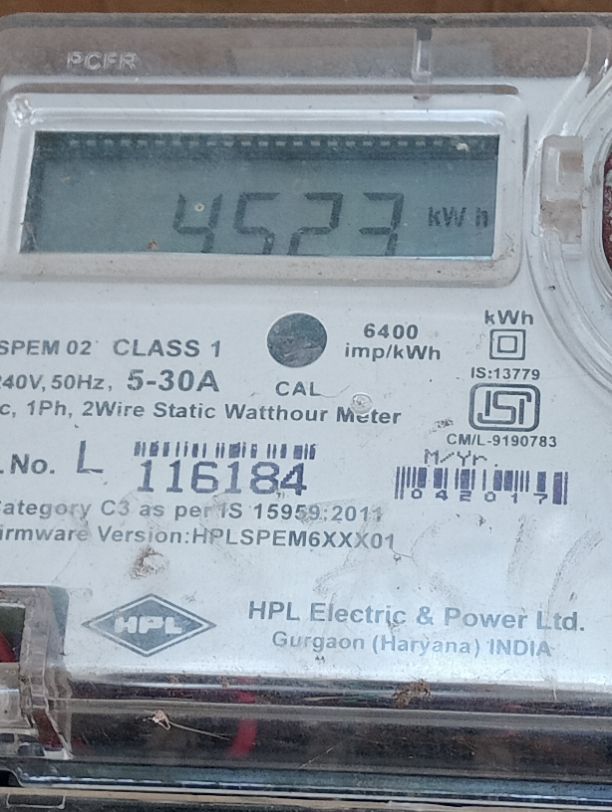 PCFR
4523 kWh
SPEM 02 CLASS 1
240V, 50Hz, 5-30A
6400
imp/kWh
kWh
IS:13779
CAL
c, 1Ph, 2Wire Static Watthour Meter
ISI
CM/L-9190783
.No. L 116184
M/Yr.
042017
ategory C3 as per IS 15959:2011
irmware Version:HPLSPEM6XXX01
HPL
HPL Electric & Power Ltd.
Gurgaon (Haryana) INDIA